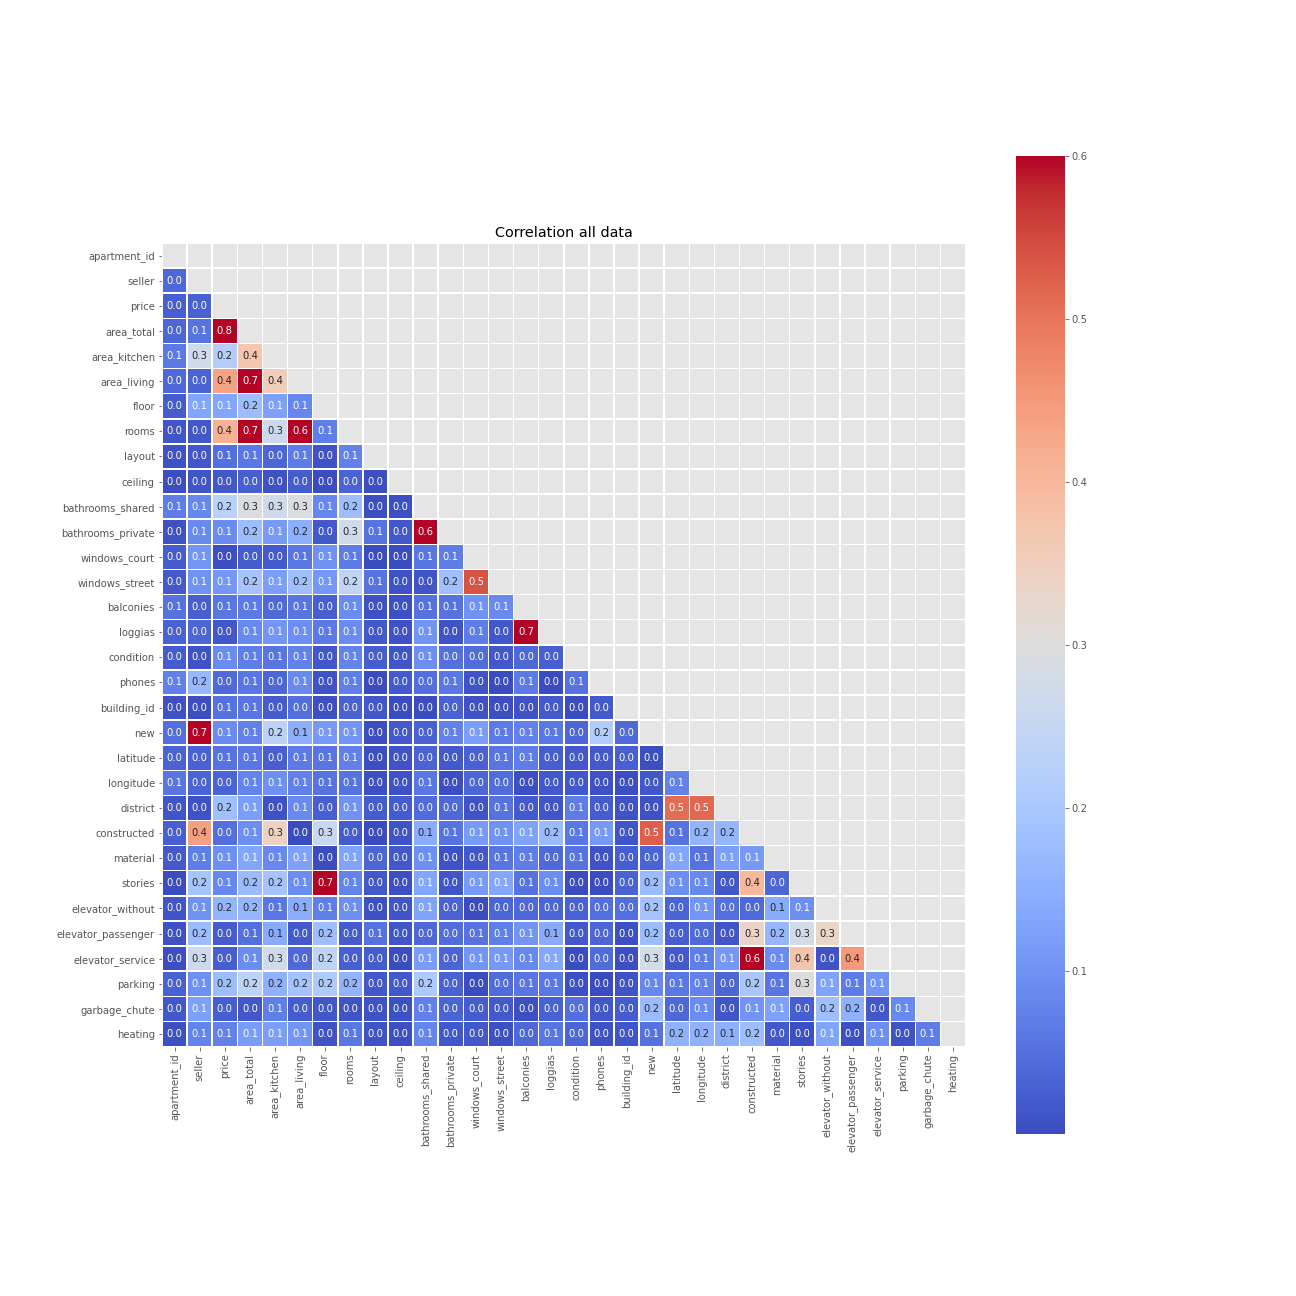 Correlation all data
0.6
apartment_id
seller 0.0
price 0.0 0.0
area_total 0.0 0.1 0.8
0.5
area_kitchen 0.1 0.3 0.2 0.4
area_living 0.0 0.0 0.4 0.7 0.4
floor 0.0 0.1 0.1 0.2 0.1 0.1
rooms 0.0 0.0 0.4 0.7 0.3 0.6 0.1
layout 0.0 0.0 0.1 0.1 0.0 0.1 0.0 0.1
ceiling 0.0 0.0 0.0 0.0 0.0 0.0 0.0 0.0 0.0
0.4
bathrooms_shared 0.1 0.1 0.2 0.3 0.3 0.3 0.1 0.2 0.0 0.0
bathrooms_private 0.0 0.1 0.1 0.2 0.1 0.2 0.0 0.3 0.1 0.0 0.6
windows_court 0.0 0.1 0.0 0.0 0.0 0.1 0.1 0.1 0.0 0.0 0.1 0.1
windows_street 0.0 0.1 0.1 0.2 0.1 0.2 0.1 0.2 0.1 0.0 0.0 0.2 0.5
balconies 0.1 0.0 0.1 0.1 0.0 0.1 0.0 0.1 0.0 0.0 0.1 0.1 0.1 0.1
loggias 0.0 0.0 0.0 0.1 0.1 0.1 0.1 0.1 0.0 0.0 0.1 0.0 0.1 0.0 0.7
0.3
condition 0.0 0.0 0.1 0.1 0.1 0.1 0.0 0.1 0.0 0.0 0.1 0.0 0.0 0.0 0.0 0.0
phones 0.1 0.2 0.0 0.1 0.0 0.1 0.0 0.1 0.0 0.0 0.0 0.1 0.0 0.0 0.1 0.0 0.1
building_id 0.0 0.0 0.1 0.1 0.0 0.0 0.0 0.0 0.0 0.0 0.0 0.0 0.0 0.0 0.0 0.0 0.0 0.0
new 0.0 0.7 0.1 0.1 0.2 0.1 0.1 0.1 0.0 0.0 0.0 0.1 0.1 0.1 0.1 0.1 0.0 0.2 0.0
latitude 0.0 0.0 0.1 0.1 0.0 0.1 0.1 0.1 0.0 0.0 0.0 0.0 0.0 0.1 0.1 0.0 0.0 0.0 0.0 0.0
longitude 0.1 0.0 0.0 0.1 0.1 0.1 0.1 0.1 0.0 0.0 0.1 0.0 0.0 0.0 0.0 0.0 0.0 0.0 0.0 0.0 0.1
district 0.0 0.0 0.2 0.1 0.0 0.1 0.0 0.1 0.0 0.0 0.0 0.0 0.0 0.1 0.0 0.0 0.1 0.0 0.0 0.0 0.5 0.5
0.2
constructed 0.0 0.4 0.0 0.1 0.3 0.0 0.3 0.0 0.0 0.0 0.1 0.1 0.1 0.1 0.1 0.2 0.1 0.1 0.0 0.5 0.1 0.2 0.2
material 0.0 0.1 0.1 0.1 0.1 0.1 0.0 0.1 0.0 0.0 0.1 0.0 0.0 0.1 0.1 0.0 0.1 0.0 0.0 0.0 0.1 0.1 0.1 0.1
stories 0.0 0.2 0.1 0.2 0.2 0.1 0.7 0.1 0.0 0.0 0.1 0.0 0.1 0.1 0.1 0.1 0.0 0.0 0.0 0.2 0.1 0.1 0.0 0.4 0.0
elevator_without 0.0 0.1 0.2 0.2 0.1 0.1 0.1 0.1 0.0 0.0 0.1 0.0 0.0 0.0 0.0 0.0 0.0 0.0 0.0 0.2 0.0 0.1 0.0 0.0 0.1 0.1
elevator_passenger 0.0 0.2 0.0 0.1 0.1 0.0 0.2 0.0 0.1 0.0 0.0 0.0 0.1 0.1 0.1 0.1 0.0 0.0 0.0 0.2 0.0 0.0 0.0 0.3 0.2 0.3 0.3
elevator_service 0.0 0.3 0.0 0.1 0.3 0.0 0.2 0.0 0.0 0.0 0.1 0.0 0.1 0.1 0.1 0.1 0.0 0.0 0.0 0.3 0.0 0.1 0.1 0.6 0.1 0.4 0.0 0.4
0.1
parking 0.0 0.1 0.2 0.2 0.2 0.2 0.2 0.2 0.0 0.0 0.2 0.0 0.0 0.0 0.1 0.1 0.0 0.0 0.0 0.1 0.1 0.1 0.0 0.2 0.0 0.3 0.1 0.1 0.1
garbage_chute 0.0 0.1 0.0 0.0 0.1 0.0 0.0 0.0 0.0 0.0 0.1 0.0 0.0 0.0 0.0 0.0 0.0 0.0 0.0 0.2 0.0 0.1 0.0 0.1 0.1 0.0 0.2 0.2 0.0 0.1
heating 0.0 0.1 0.1 0.1 0.1 0.1 0.0 0.1 0.0 0.0 0.1 0.0 0.0 0.0 0.0 0.1 0.0 0.0 0.0 0.1 0.2 0.2 0.1 0.2 0.0 0.0 0.1 0.0 0.1 0.0 0.1
apartment_id
seller
price
area_total
area_kitchen
area_living
floor
rooms
layout
ceiling
bathrooms_shared
bathrooms_private
windows_court
windows_street
balconies
loggias
condition
phones
building_id
new
latitude
longitude
district
constructed
material
stories
elevator_without
elevator_passenger
elevator_service
parking
garbage_chute
heating